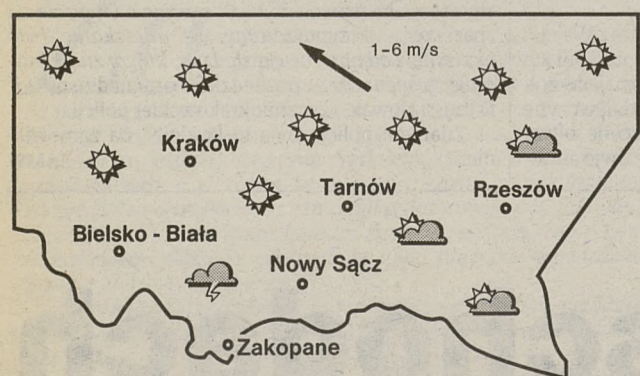 1–6 m/s
Kraków
Tarnów
Rzeszów
Bielsko - Biała
Nowy Sącz
Zakopane